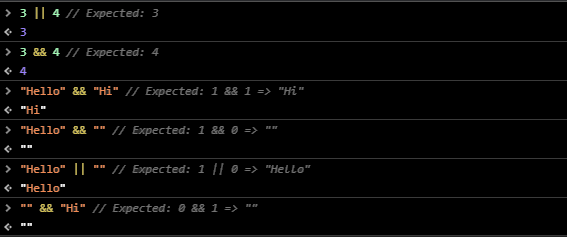 > 3 || 4 // Expected: 3
< 3
> 3 && 4 // Expected: 4
< 4
> "Hello" && "Hi" // Expected: 1 && 1 => "Hi"
< "Hi"
> "Hello" && "" // Expected: 1 && 0 => ""
< ""
> "Hello" || "" // Expected: 1 || 0 => "Hello"
< "Hello"
> "" && "Hi" // Expected: 0 && 1 => ""
< ""